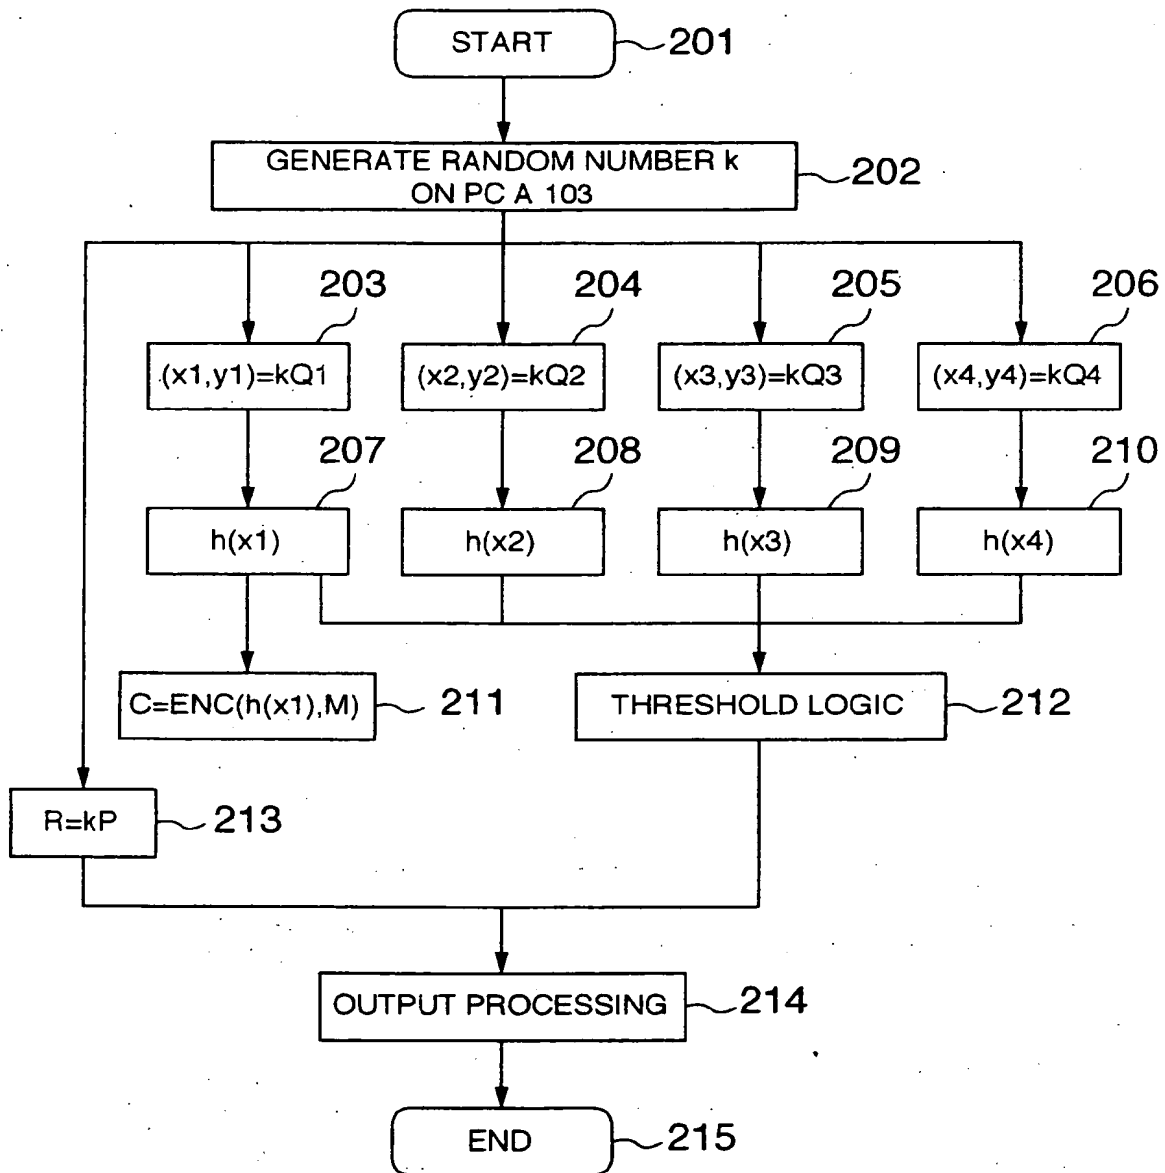 START
201
GENERATE RANDOM NUMBER k
ON PC A 103
202
203
204
205
206
(x1,y1)=kQ1
(x2,y2)=kQ2
(x3,y3)=kQ3
(x4,y4)=kQ4
207
208
209
210
h(x1)
h(x2)
h(x3)
h(x4)
C=ENC(h(x1),M)
211
THRESHOLD LOGIC
212
R=kP
213
OUTPUT PROCESSING
214
END
215